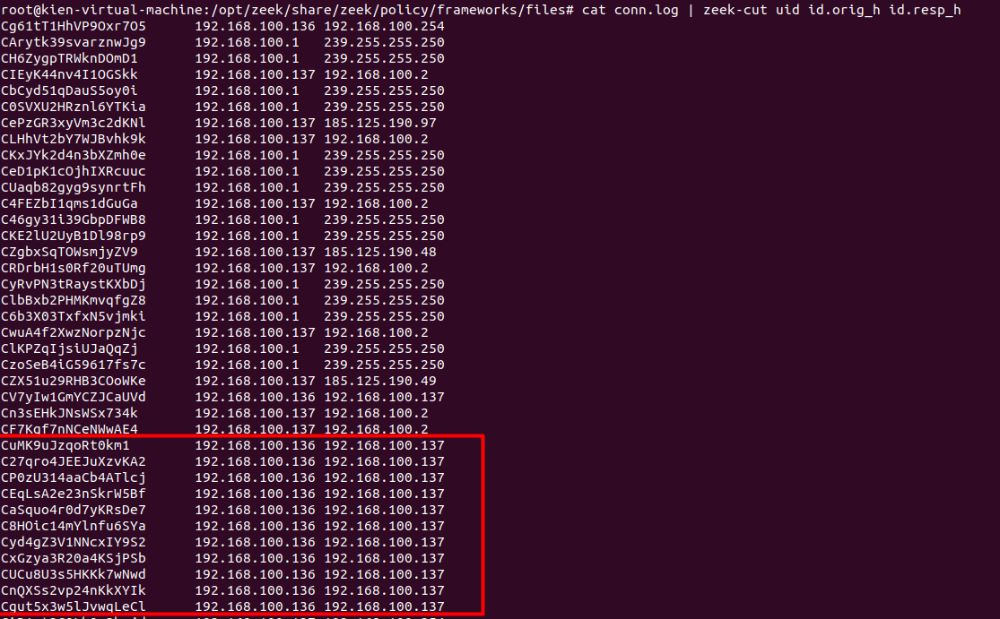 root@kien-virtual-machine:/opt/zeek/share/zeek/policy/frameworks/files# cat conn.log | zeek-cut uid id.orig_h id.resp_h
Cg61tT1HhVP9Oxr7O5 192.168.100.136 192.168.100.254
CArytk39svarznwJg9 192.168.100.1 239.255.255.250
CH6ZygpTRWknDOmD1 192.168.100.1 239.255.255.250
CIEyK44nv4I1OGSkk 192.168.100.137 192.168.100.2
CbCyd51qDauS5oy0i 192.168.100.1 239.255.255.250
C0SVXU2HRznl6YTKia 192.168.100.1 239.255.255.250
CePzGR3xyVm3c2dKNl 192.168.100.137 185.125.190.97
CLHhVt2bY7WJBvhk9k 192.168.100.137 192.168.100.2
CKxJYk2d4n3bXZmh0e 192.168.100.1 239.255.255.250
CeD1pK1cOjhIXRcuuc 192.168.100.1 239.255.255.250
CUaqb82gyg9synrtFh 192.168.100.1 239.255.255.250
C4FEZbI1qms1dGuGa 192.168.100.137 192.168.100.2
C46gy31i39GbpDFWB8 192.168.100.1 239.255.255.250
CKE2lU2UyB1Dl98rp9 192.168.100.1 239.255.255.250
CZgbxSqTOWsmjyZV9 192.168.100.137 185.125.190.48
CRDrbH1s0Rf20uTUmg 192.168.100.137 192.168.100.2
CyRvPN3tRaystKXbDj 192.168.100.1 239.255.255.250
ClbBxb2PHMKmvqfgZ8 192.168.100.1 239.255.255.250
C6b3X03TxfxN5vjmki 192.168.100.1 239.255.255.250
CwuA4f2XwzNorpzNjc 192.168.100.137 192.168.100.2
ClKPZqIjsiUJaQqZj 192.168.100.1 239.255.255.250
CzoSeB4iG59617fs7c 192.168.100.1 239.255.255.250
CZX51u29RHB3COoWKe 192.168.100.137 185.125.190.49
CV7yIw1GmYCZJCaUVd 192.168.100.136 192.168.100.137
Cn3sEHkJNsWSx734k 192.168.100.137 192.168.100.2
CF7Kqf7nNCeNWwAE4 192.168.100.137 192.168.100.2
CuMK9uJzqoRt0km1 192.168.100.136 192.168.100.137
C27qro4JEEJuXzvKA2 192.168.100.136 192.168.100.137
CP0zU314aaCb4ATlcj 192.168.100.136 192.168.100.137
CEqLsA2e23nSkrW5Bf 192.168.100.136 192.168.100.137
CaSquo4r0d7yKRsDe7 192.168.100.136 192.168.100.137
C8HOic14mYlnfu6SYa 192.168.100.136 192.168.100.137
Cyd4gZ3V1NNcxIY9S2 192.168.100.136 192.168.100.137
CxGzya3R20a4KSjPSb 192.168.100.136 192.168.100.137
CUCu8U3s5HKKk7wNwd 192.168.100.136 192.168.100.137
CnQXSs2vp24nKkXYIk 192.168.100.136 192.168.100.137
Cgut5x3w5lJvwqLeCl 192.168.100.136 192.168.100.137